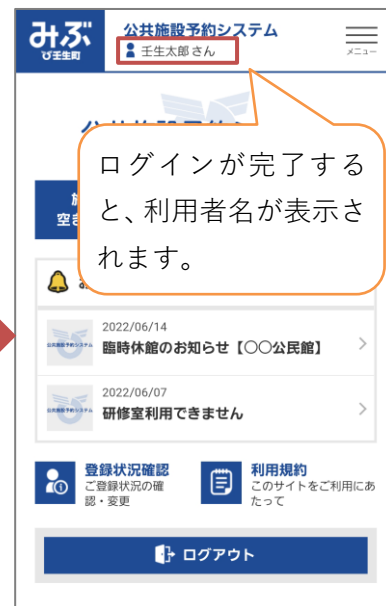 みぶ
び壬生町
公共施設予約システム
壬生太郎さん
メニュー
ログインが完了する
と、利用者名が表示さ
れます。
空き
2022/06/14
臨時休館のお知らせ【〇〇公民館】
2022/06/07
研修室利用できません
登録状況確認
ご登録状況の確
認・変更
利用規約
このサイトをご利用にあ
たって
ログアウト